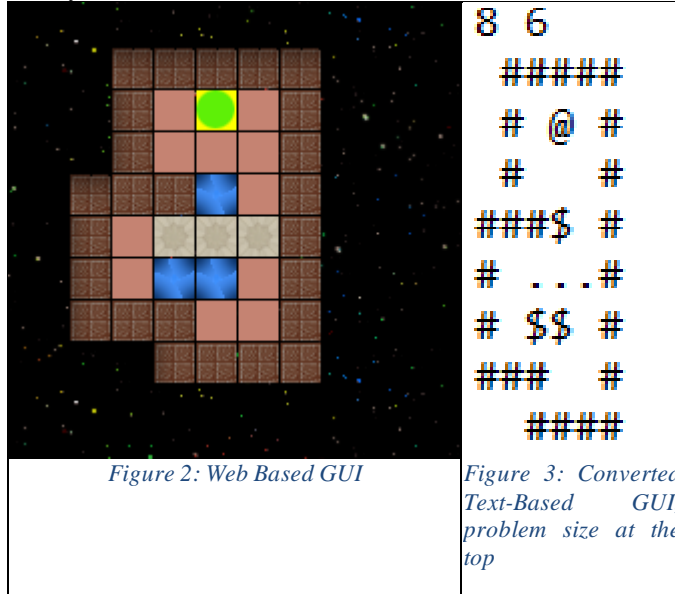 8 6
 #####
 # @ #
 #   #
###$ #
# ...#
# $$ #
###  #
  ####
Figure 2: Web Based GUI
Figure 3: Converted
Text-Based GUI,
problem size at the
top